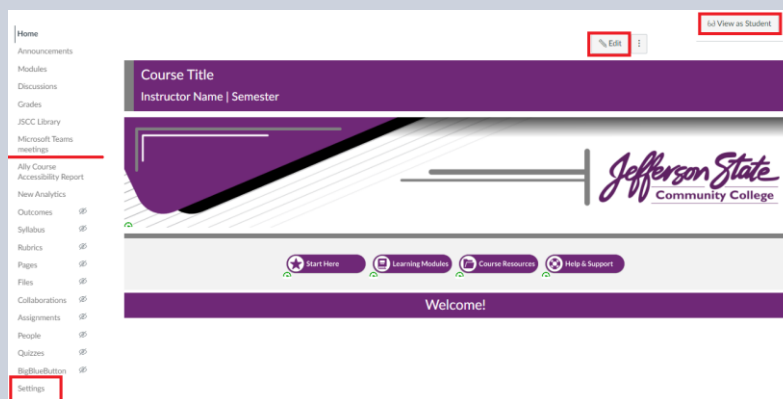 Home
Announcements
Modules
Discussions
Grades
JSCC Library
Microsoft Teams
meetings
Ally Course
Accessibility Report
New Analytics
Outcomes
Syllabus
Rubrics
Pages
Files
Collaborations
Assignments
People
Quizzes
BigBlueButton
Settings
View as Student
Edit
Course Title
Instructor Name | Semester
Jefferson State
Community College
Start Here
Learning Modules
Course Resources
Help & Support
Welcome!